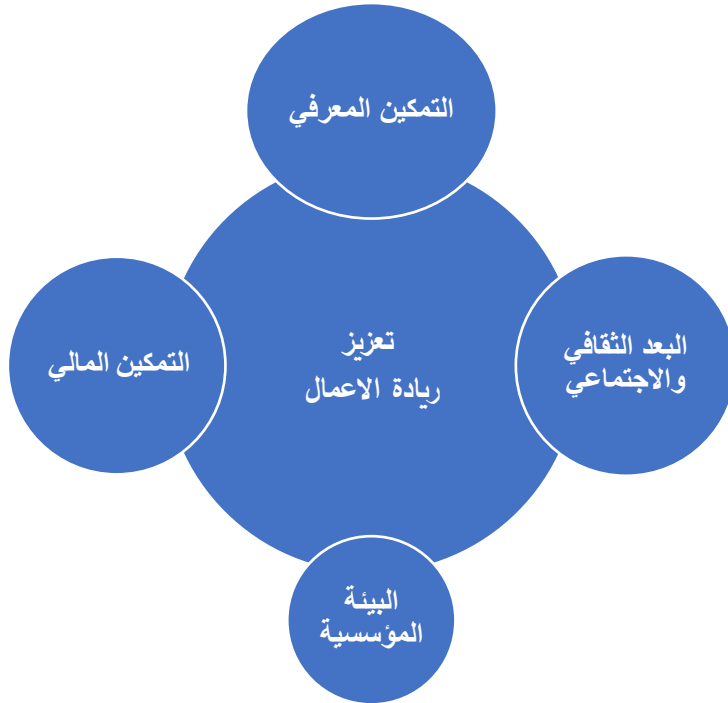 التمكين المعرفي
البعد الثقافي
والاجتماعي
تعزيز
ريادة الاعمال
التمكين المالي
البيئة
المؤسسية